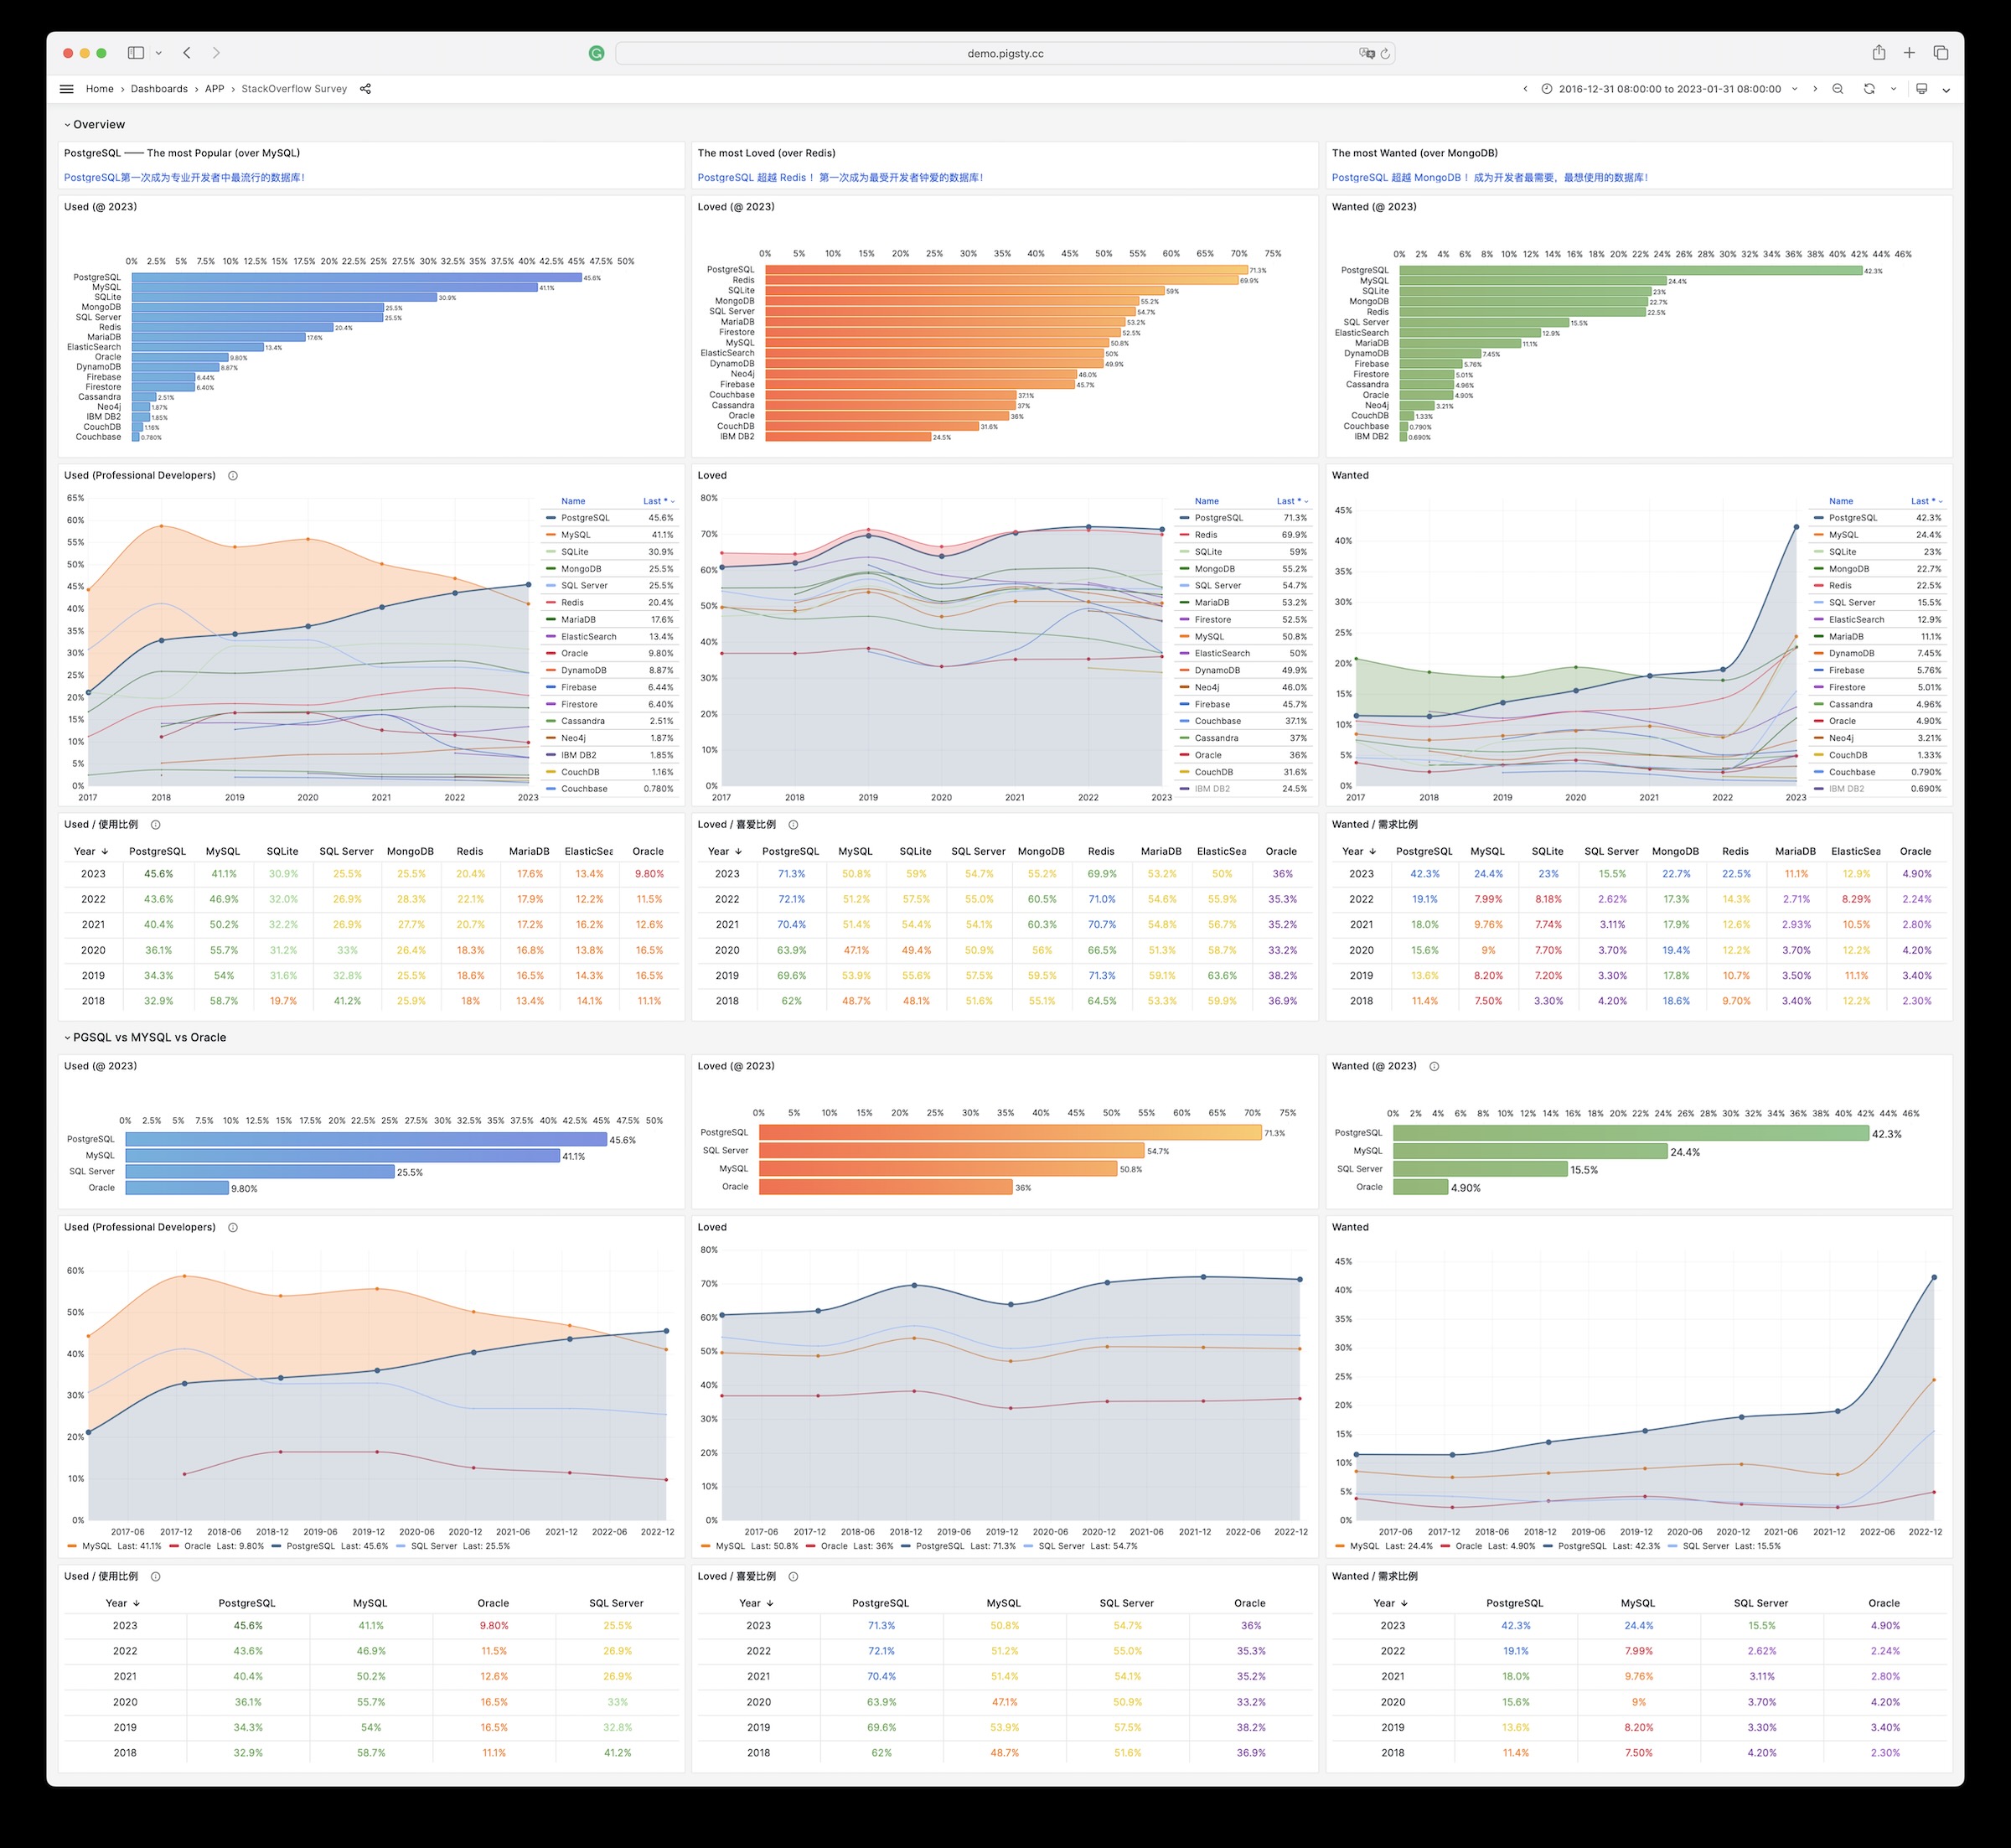 demo.pigsty.cc
Home › Dashboards › APP › StackOverflow Survey
2016-12-31 08:00:00 to 2023-01-31 08:00:00
Overview
PostgreSQL —— The most Popular (over MySQL)
PostgreSQL第一次成为专业开发者中最流行的数据库!
The most Loved (over Redis)
PostgreSQL 超越 Redis ! 第一次成为最受开发者钟爱的数据库!
The most Wanted (over MongoDB)
PostgreSQL 超越 MongoDB ! 成为开发者最需要, 最想使用的数据库!
Used (@ 2023)
0% 2.5% 5% 7.5% 10% 12.5% 15% 17.5% 20% 22.5% 25% 27.5% 30% 32.5% 35% 37.5% 40% 42.5% 45% 47.5% 50%
PostgreSQL 45.6%
MySQL 41.1%
SQLite 30.9%
MongoDB 25.5%
SQL Server 25.5%
Redis 20.4%
MariaDB 17.6%
ElasticSearch 13.4%
Oracle 9.80%
DynamoDB 8.87%
Firebase 6.44%
Firestore 6.40%
Cassandra 2.51%
Neo4j 1.87%
IBM DB2 1.85%
CouchDB 1.16%
Couchbase 0.780%
Loved (@ 2023)
0% 5% 10% 15% 20% 25% 30% 35% 40% 45% 50% 55% 60% 65% 70% 75%
PostgreSQL 71.3%
Redis 69.9%
SQLite 59%
MongoDB 55.2%
SQL Server 54.7%
MariaDB 53.2%
Firestore 52.5%
MySQL 50.8%
ElasticSearch 50%
DynamoDB 49.9%
Neo4j 46.0%
Firebase 45.7%
Couchbase 37.1%
Cassandra 37%
Oracle 36%
CouchDB 31.6%
IBM DB2 24.5%
Wanted (@ 2023)
0% 2% 4% 6% 8% 10% 12% 14% 16% 18% 20% 22% 24% 26% 28% 30% 32% 34% 36% 38% 40% 42% 44% 46%
PostgreSQL 42.3%
MySQL 24.4%
SQLite 23%
MongoDB 22.7%
Redis 22.5%
SQL Server 15.5%
ElasticSearch 12.9%
MariaDB 11.1%
DynamoDB 7.45%
Firebase 5.76%
Firestore 5.01%
Cassandra 4.96%
Oracle 4.90%
Neo4j 3.21%
CouchDB 1.33%
Couchbase 0.790%
IBM DB2 0.690%
Used (Professional Developers)
65%
60%
55%
50%
45%
40%
35%
30%
25%
20%
15%
10%
5%
0%
2017 2018 2019 2020 2021 2022 2023
Name Last *
PostgreSQL 45.6%
MySQL 41.1%
SQLite 30.9%
MongoDB 25.5%
SQL Server 25.5%
Redis 20.4%
MariaDB 17.6%
ElasticSearch 13.4%
Oracle 9.80%
DynamoDB 8.87%
Firebase 6.44%
Firestore 6.40%
Cassandra 2.51%
Neo4j 1.87%
IBM DB2 1.85%
CouchDB 1.16%
Couchbase 0.780%
Loved
80%
70%
60%
50%
40%
30%
20%
10%
0%
2017 2018 2019 2020 2021 2022 2023
Name Last *
PostgreSQL 71.3%
Redis 69.9%
SQLite 59%
MongoDB 55.2%
SQL Server 54.7%
MariaDB 53.2%
Firestore 52.5%
MySQL 50.8%
ElasticSearch 50%
DynamoDB 49.9%
Neo4j 46.0%
Firebase 45.7%
Couchbase 37.1%
Cassandra 37%
Oracle 36%
CouchDB 31.6%
IBM DB2 24.5%
Wanted
45%
40%
35%
30%
25%
20%
15%
10%
5%
0%
2017 2018 2019 2020 2021 2022 2023
Name Last *
PostgreSQL 42.3%
MySQL 24.4%
SQLite 23%
MongoDB 22.7%
Redis 22.5%
SQL Server 15.5%
ElasticSearch 12.9%
MariaDB 11.1%
DynamoDB 7.45%
Firebase 5.76%
Firestore 5.01%
Cassandra 4.96%
Oracle 4.90%
Neo4j 3.21%
CouchDB 1.33%
Couchbase 0.790%
IBM DB2 0.690%
Used / 使用比例
Year ↓ PostgreSQL MySQL SQLite SQL Server MongoDB Redis MariaDB ElasticSea Oracle
2023 45.6% 41.1% 30.9% 25.5% 25.5% 20.4% 17.6% 13.4% 9.80%
2022 43.6% 46.9% 32.0% 26.9% 28.3% 22.1% 17.9% 12.2% 11.5%
2021 40.4% 50.2% 32.2% 26.9% 27.7% 20.7% 17.2% 16.2% 12.6%
2020 36.1% 55.7% 31.2% 33% 26.4% 18.3% 16.8% 13.8% 16.5%
2019 34.3% 54% 31.6% 32.8% 25.5% 18.6% 16.5% 14.3% 16.5%
2018 32.9% 58.7% 19.7% 41.2% 25.9% 18% 13.4% 14.1% 11.1%
Loved / 喜爱比例
Year ↓ PostgreSQL MySQL SQLite SQL Server MongoDB Redis MariaDB ElasticSea Oracle
2023 71.3% 50.8% 59% 54.7% 55.2% 69.9% 53.2% 50% 36%
2022 72.1% 51.2% 57.5% 55.0% 60.5% 71.0% 54.6% 55.9% 35.3%
2021 70.4% 51.4% 54.4% 54.1% 60.3% 70.7% 54.8% 56.7% 35.2%
2020 63.9% 47.1% 49.4% 50.9% 56% 66.5% 51.3% 58.7% 33.2%
2019 69.6% 53.9% 55.6% 57.5% 59.5% 71.3% 59.1% 63.6% 38.2%
2018 62% 48.7% 48.1% 51.6% 55.1% 64.5% 53.3% 59.9% 36.9%
Wanted / 需求比例
Year ↓ PostgreSQL MySQL SQLite SQL Server MongoDB Redis MariaDB ElasticSea Oracle
2023 42.3% 24.4% 23% 15.5% 22.7% 22.5% 11.1% 12.9% 4.90%
2022 19.1% 7.99% 8.18% 2.62% 17.3% 14.3% 2.71% 8.29% 2.24%
2021 18.0% 9.76% 7.74% 3.11% 17.9% 12.6% 2.93% 10.5% 2.80%
2020 15.6% 9% 7.70% 3.70% 19.4% 12.2% 3.70% 12.2% 4.20%
2019 13.6% 8.20% 7.20% 3.30% 17.8% 10.7% 3.50% 11.1% 3.40%
2018 11.4% 7.50% 3.30% 4.20% 18.6% 9.70% 3.40% 12.2% 2.30%
PGSQL vs MYSQL vs Oracle
Used (@ 2023)
0% 2.5% 5% 7.5% 10% 12.5% 15% 17.5% 20% 22.5% 25% 27.5% 30% 32.5% 35% 37.5% 40% 42.5% 45% 47.5% 50%
PostgreSQL 45.6%
MySQL 41.1%
SQL Server 25.5%
Oracle 9.80%
Loved (@ 2023)
0% 5% 10% 15% 20% 25% 30% 35% 40% 45% 50% 55% 60% 65% 70% 75%
PostgreSQL 71.3%
SQL Server 54.7%
MySQL 50.8%
Oracle 36%
Wanted (@ 2023)
0% 2% 4% 6% 8% 10% 12% 14% 16% 18% 20% 22% 24% 26% 28% 30% 32% 34% 36% 38% 40% 42% 44% 46%
PostgreSQL 42.3%
MySQL 24.4%
SQL Server 15.5%
Oracle 4.90%
Used (Professional Developers)
60%
50%
40%
30%
20%
10%
0%
2017-06 2017-12 2018-06 2018-12 2019-06 2019-12 2020-06 2020-12 2021-06 2021-12 2022-06 2022-12
MySQL Last: 41.1% Oracle Last: 9.80% PostgreSQL Last: 45.6% SQL Server Last: 25.5%
Loved
80%
70%
60%
50%
40%
30%
20%
10%
0%
2017-06 2017-12 2018-06 2018-12 2019-06 2019-12 2020-06 2020-12 2021-06 2021-12 2022-06 2022-12
MySQL Last: 50.8% Oracle Last: 36% PostgreSQL Last: 71.3% SQL Server Last: 54.7%
Wanted
45%
40%
35%
30%
25%
20%
15%
10%
5%
0%
2017-06 2017-12 2018-06 2018-12 2019-06 2019-12 2020-06 2020-12 2021-06 2021-12 2022-06 2022-12
MySQL Last: 24.4% Oracle Last: 4.90% PostgreSQL Last: 42.3% SQL Server Last: 15.5%
Used / 使用比例
Year ↓ PostgreSQL MySQL Oracle SQL Server
2023 45.6% 41.1% 9.80% 25.5%
2022 43.6% 46.9% 11.5% 26.9%
2021 40.4% 50.2% 12.6% 26.9%
2020 36.1% 55.7% 16.5% 33%
2019 34.3% 54% 16.5% 32.8%
2018 32.9% 58.7% 11.1% 41.2%
Loved / 喜爱比例
Year ↓ PostgreSQL MySQL SQL Server Oracle
2023 71.3% 50.8% 54.7% 36%
2022 72.1% 51.2% 55.0% 35.3%
2021 70.4% 51.4% 54.1% 35.2%
2020 63.9% 47.1% 50.9% 33.2%
2019 69.6% 53.9% 57.5% 38.2%
2018 62% 48.7% 51.6% 36.9%
Wanted / 需求比例
Year ↓ PostgreSQL MySQL SQL Server Oracle
2023 42.3% 24.4% 15.5% 4.90%
2022 19.1% 7.99% 2.62% 2.24%
2021 18.0% 9.76% 3.11% 2.80%
2020 15.6% 9% 3.70% 4.20%
2019 13.6% 8.20% 3.30% 3.40%
2018 11.4% 7.50% 4.20% 2.30%